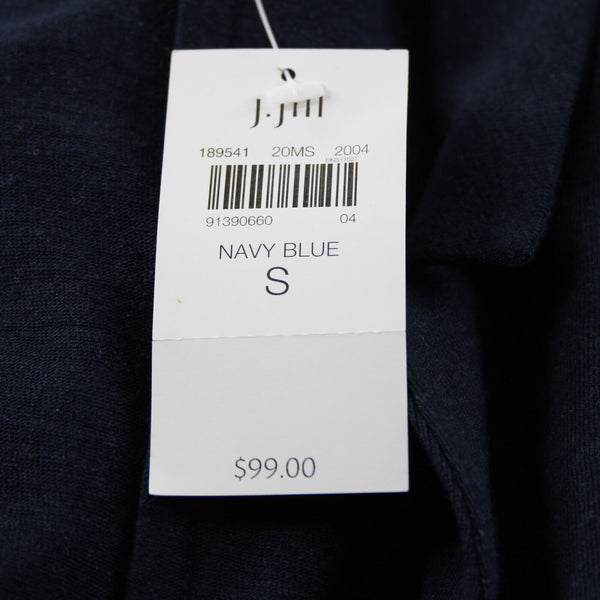 J.Jill
189541 20MS 2004
91390660 04
NAVY BLUE
S
$99.00